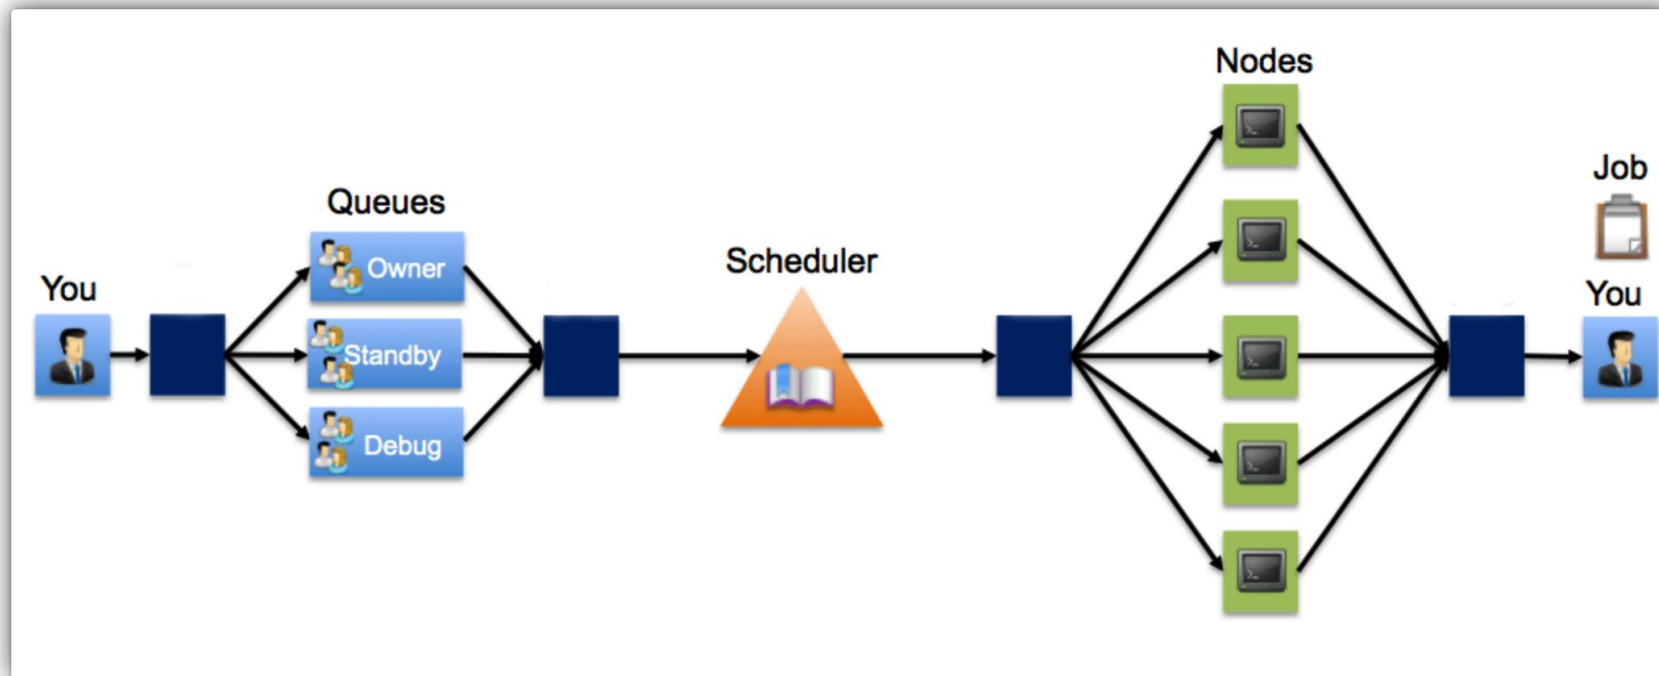 Nodes
Job
Queues
Owner
Scheduler
You
You
Standby
Debug